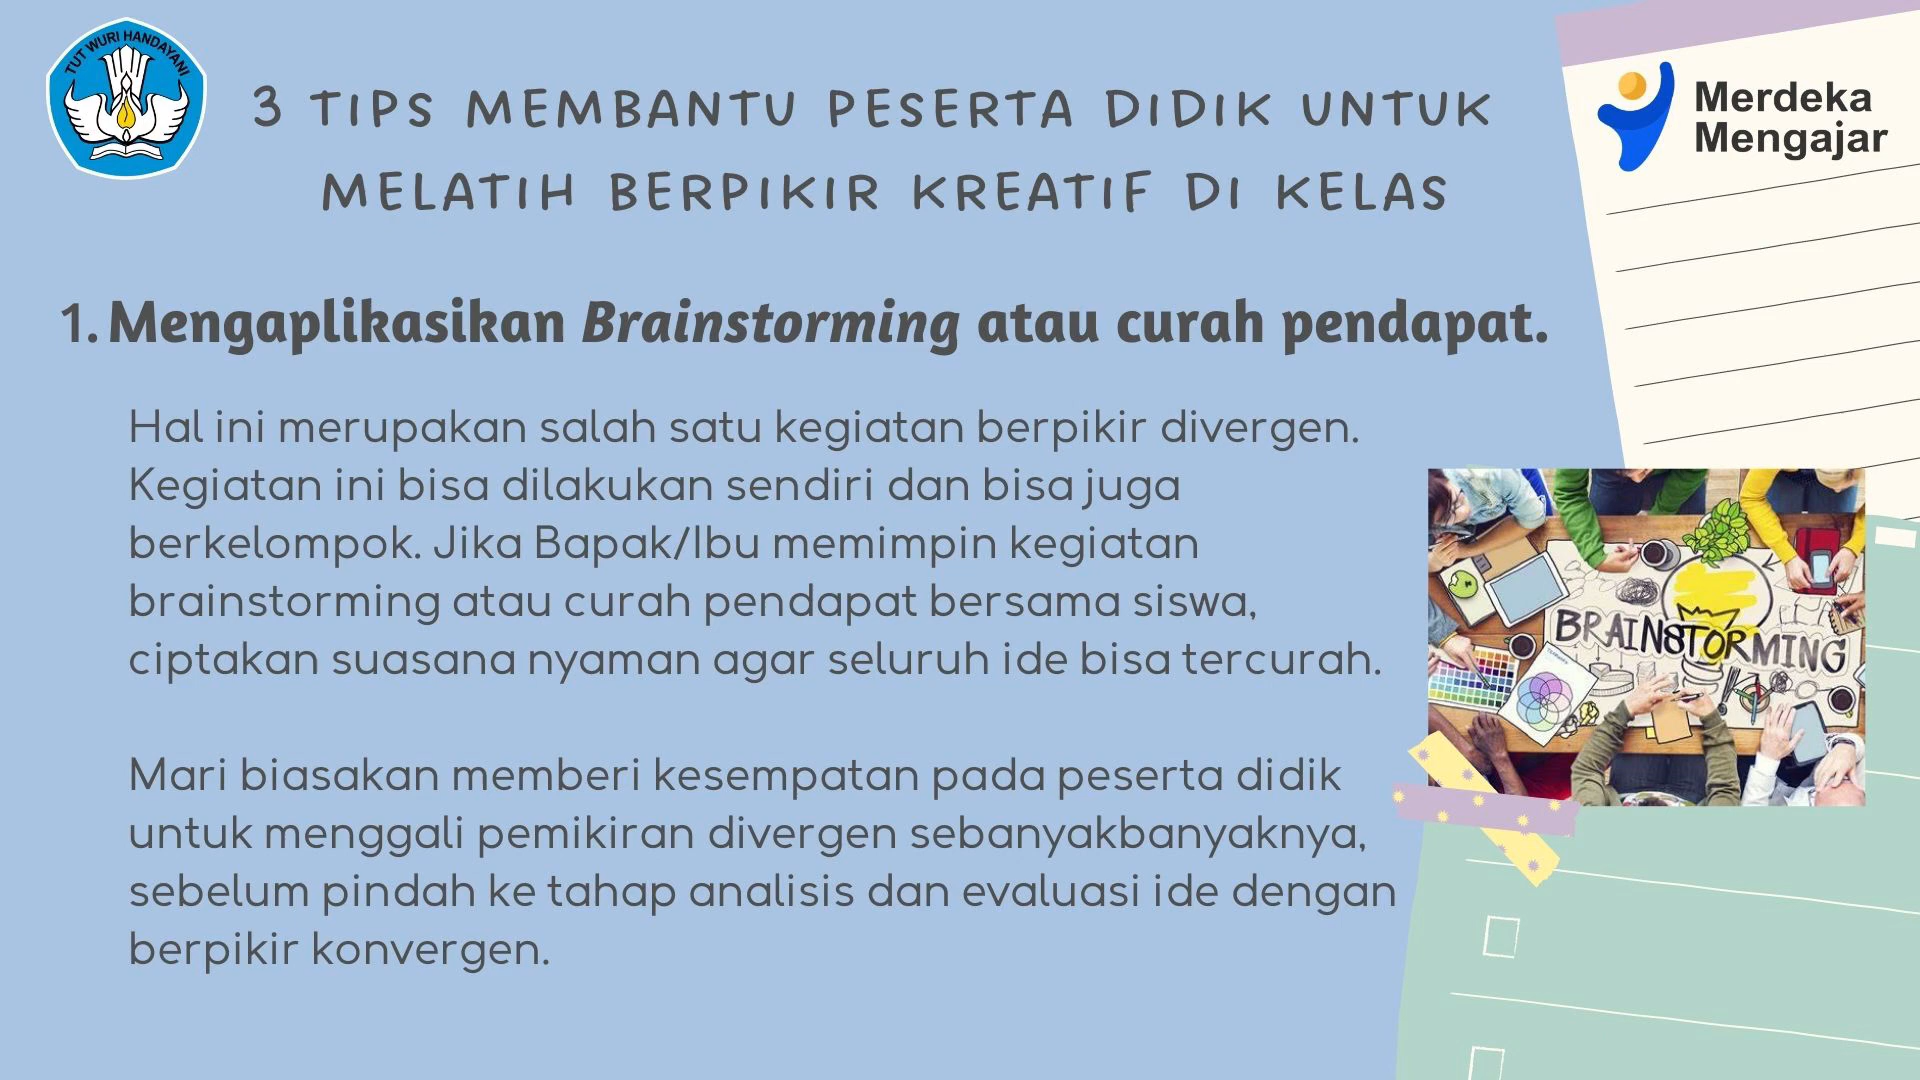 TUT WURI HANDAYANI
3 TIPS MEMBANTU PESERTA DIDIK UNTUK
MELATIH BERPIKIR KREATIF DI KELAS
Merdeka
Mengajar
1. Mengaplikasikan Brainstorming atau curah pendapat.
Hal ini merupakan salah satu kegiatan berpikir divergen.
Kegiatan ini bisa dilakukan sendiri dan bisa juga
berkelompok. Jika Bapak/Ibu memimpin kegiatan
brainstorming atau curah pendapat bersama siswa,
ciptakan suasana nyaman agar seluruh ide bisa tercurah.
Mari biasakan memberi kesempatan pada peserta didik
untuk menggali pemikiran divergen sebanyakbanyaknya,
sebelum pindah ke tahap analisis dan evaluasi ide dengan
berpikir konvergen.
BRAINSTORMING